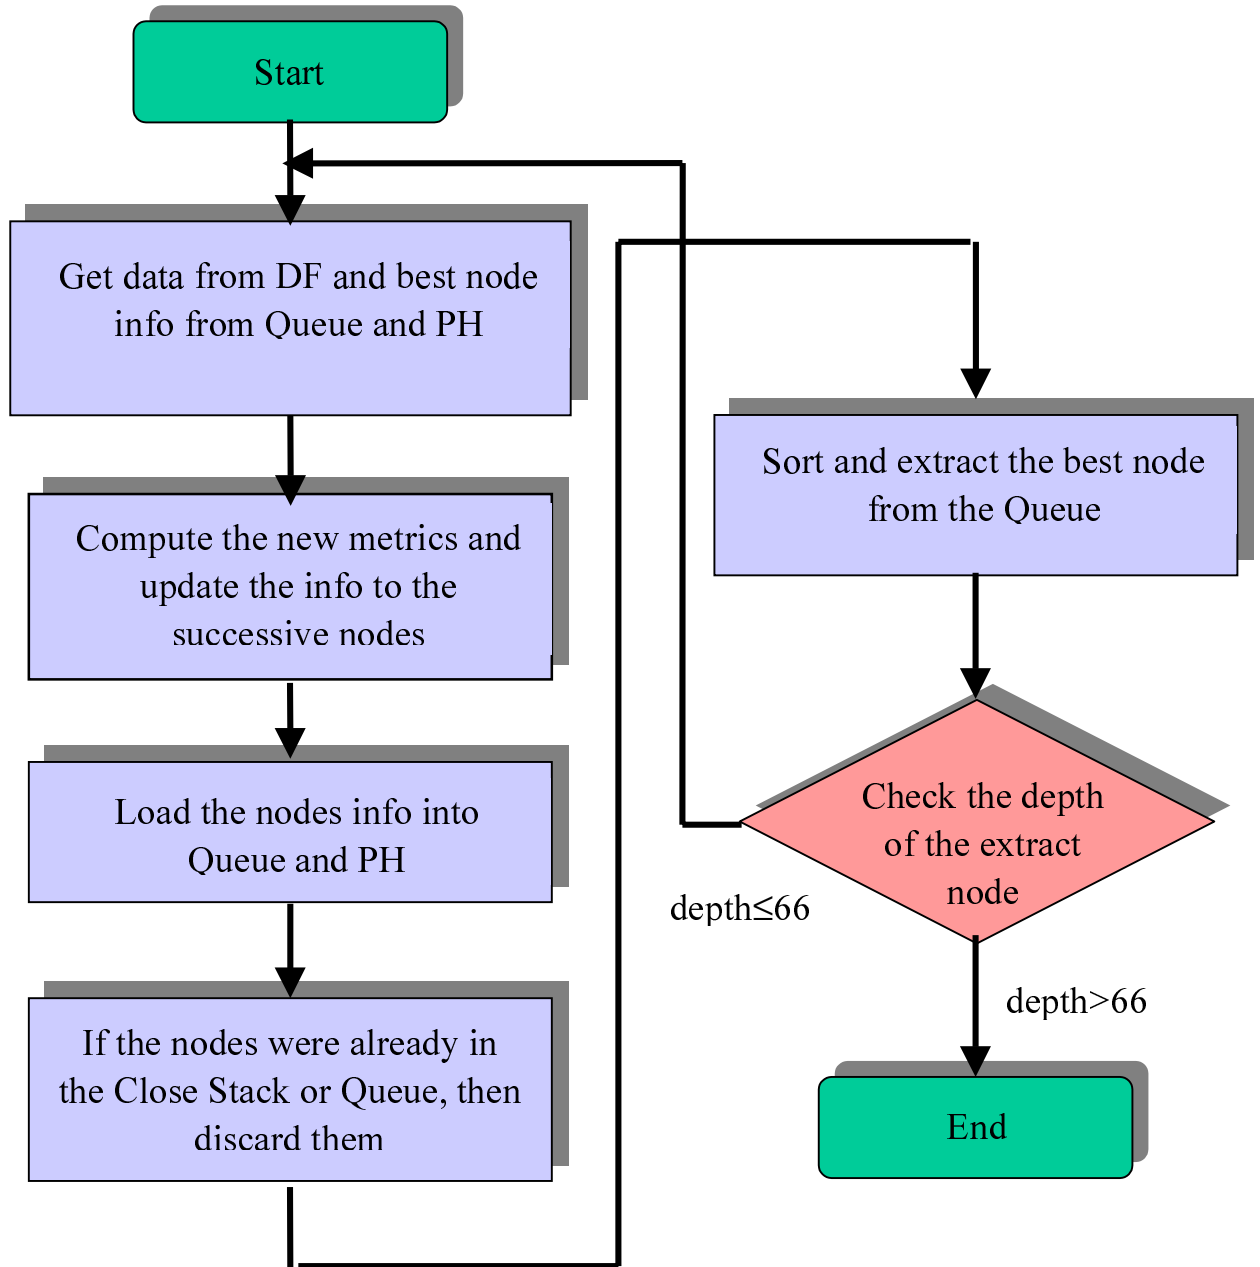 Start
Get data from DF and best node
info from Queue and PH
Compute the new metrics and
update the info to the
successive nodes
Load the nodes info into
Queue and PH
If the nodes were already in
the Close Stack or Queue, then
discard them
Sort and extract the best node
from the Queue
Check the depth
of the extract
node
depth≤66
depth>66
End